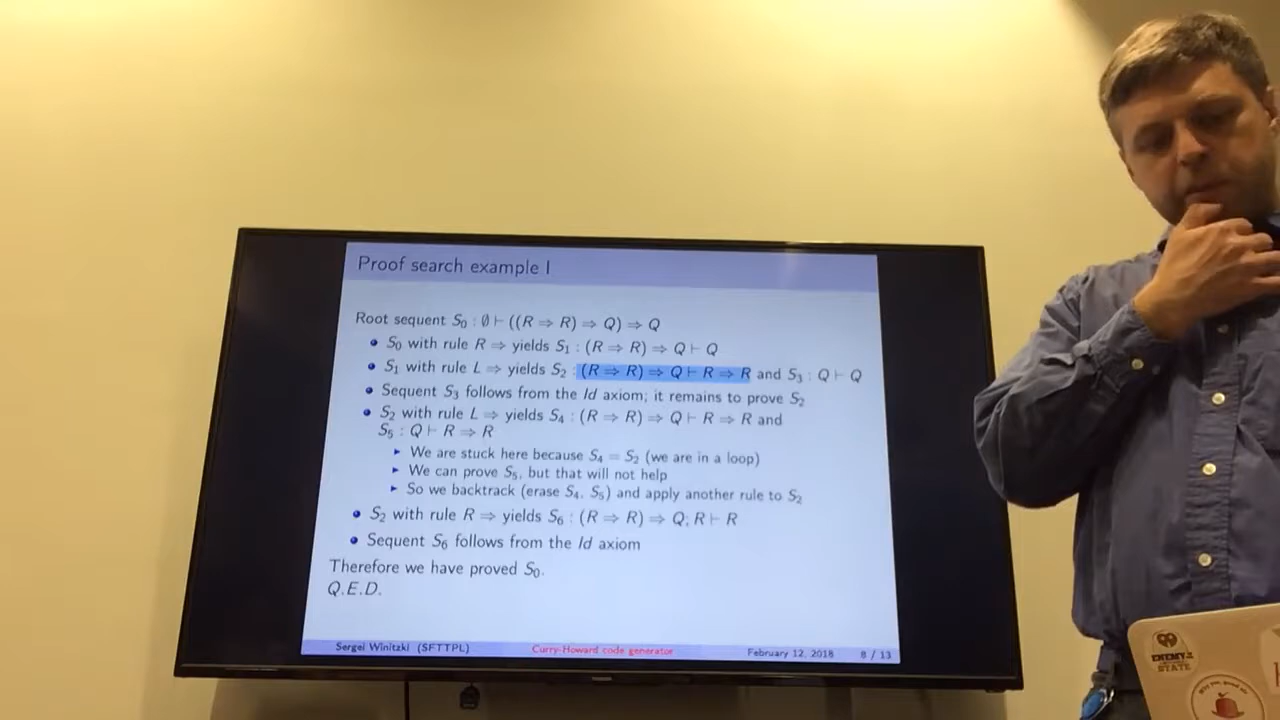 Proof search example I
Root sequent S₀ : ∅ ⊢ ((R ⇒ R) ⇒ Q) ⇒ Q
S₀ with rule R ⇒ yields S₁ : (R ⇒ R) ⇒ Q ⊢ Q
S₁ with rule L ⇒ yields S₂ : (R ⇒ R) ⇒ Q ⊢ R ⇒ R and S₃ : Q ⊢ Q
Sequent S₃ follows from the Id axiom; it remains to prove S₂
S₂ with rule L ⇒ yields S₄ : (R ⇒ R) ⇒ Q ⊢ R ⇒ R and
S₅ : Q ⊢ R ⇒ R
We are stuck here because S₄ = S₂ (we are in a loop)
We can prove S₅, but that will not help
So we backtrack (erase S₄, S₅) and apply another rule to S₂
S₂ with rule R ⇒ yields S₆ : (R ⇒ R) ⇒ Q; R ⊢ R
Sequent S₆ follows from the Id axiom
Therefore we have proved S₀.
Q.E.D.
Sergei Winitzki (SFTTPL) Curry-Howard code generator February 12, 2018 8 / 13
ENEMY
STATE